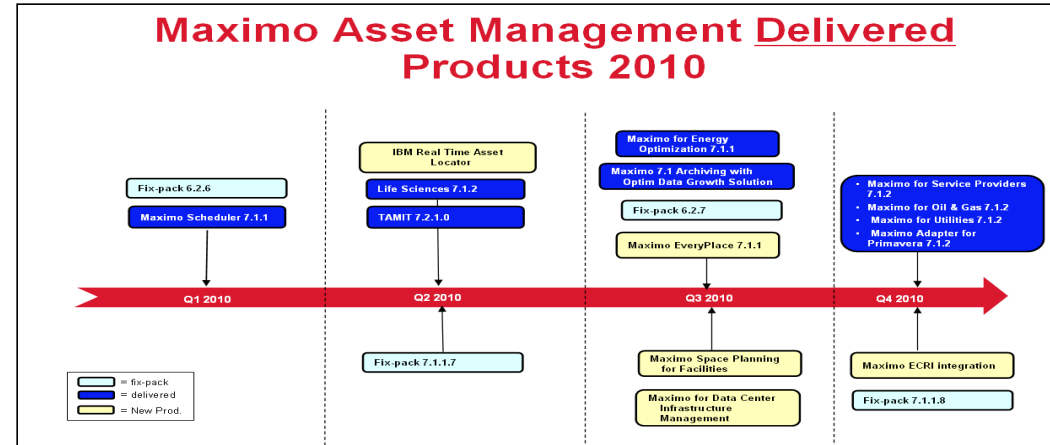 Maximo Asset Management Delivered
Products 2010
Fix-pack 6.2.6
Maximo Scheduler 7.1.1
IBM Real Time Asset
Locator
Life Sciences 7.1.2
TAMIT 7.2.1.0
Maximo for Energy
Optimization 7.1.1
Maximo 7.1 Archiving with
Optim Data Growth Solution
Fix-pack 6.2.7
Maximo EveryPlace 7.1.1
• Maximo for Service Providers
7.1.2
• Maximo for Oil & Gas 7.1.2
• Maximo for Utilities 7.1.2
• Maximo Adapter for
Primavera 7.1.2
Q1 2010
Q2 2010
Q3 2010
Q4 2010
Fix-pack 7.1.1.7
Maximo Space Planning
for Facilities
Maximo for Data Center
Infrastructure
Management
Maximo ECRI integration
Fix-pack 7.1.1.8
= fix-pack
= delivered
= New Prod.